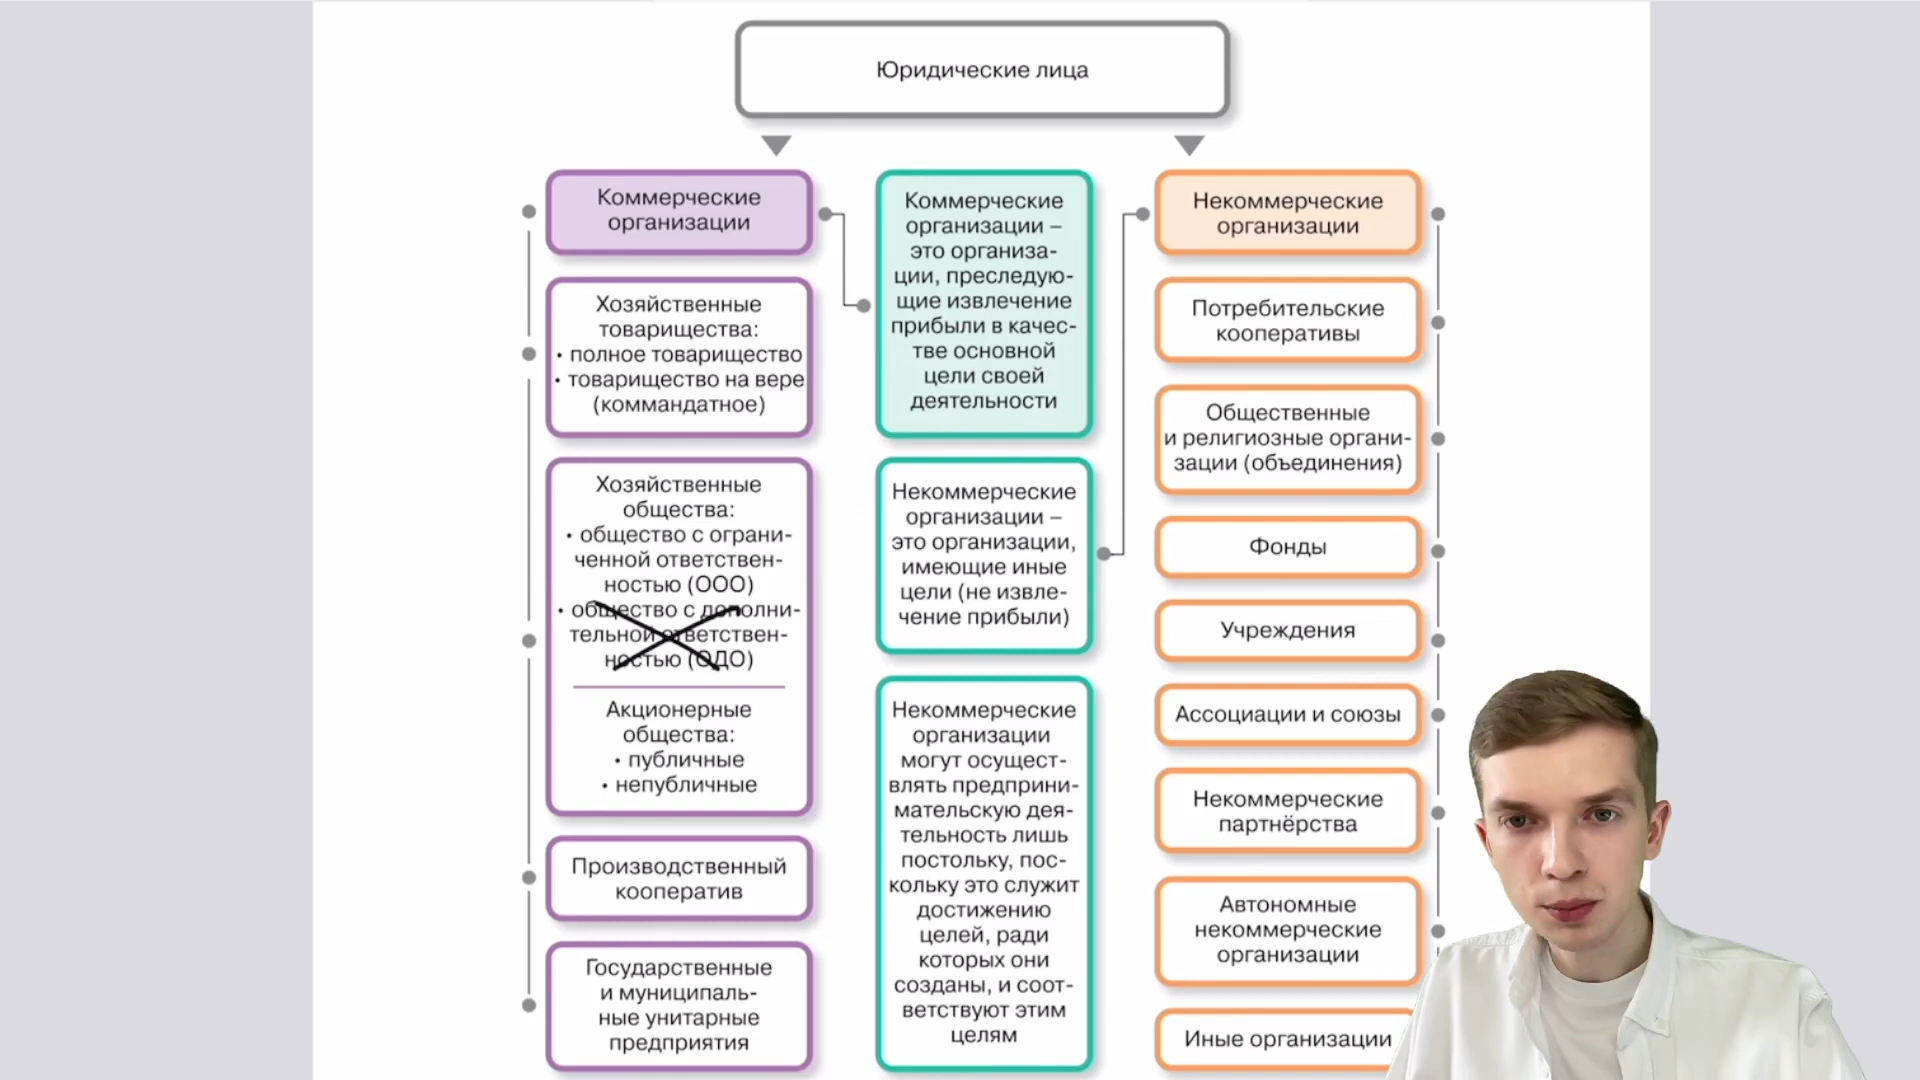 Юридические лица
Коммерческие
организации
Хозяйственные
товарищества:
• полное товарищество
• товарищество на вере
(коммандатное)
Хозяйственные
общества:
• общество с ограни-
ченной ответствен-
ностью (ООО)
• общество с дополни-
тельной ответствен-
ностью (ОДО)
Акционерные
общества:
• публичные
• непубличные
Производственный
кооператив
Государственные
и муниципаль-
ные унитарные
предприятия
Коммерческие
организации –
это организа-
ции, преследую-
щие извлечение
прибыли в качес-
тве основной
цели своей
деятельности
Некоммерческие
организации –
это организации,
имеющие иные
цели (не извле-
чение прибыли)
Некоммерческие
организации
могут осущест-
влять предприни-
мательскую дея-
тельность лишь
постольку, пос-
кольку это служит
достижению
целей, ради
которых они
созданы, и соот-
ветствуют этим
целям
Некоммерческие
организации
Потребительские
кооперативы
Общественные
и религиозные органи-
зации (объединения)
Фонды
Учреждения
Ассоциации и союзы
Некоммерческие
партнёрства
Автономные
некоммерческие
организации
Иные организации